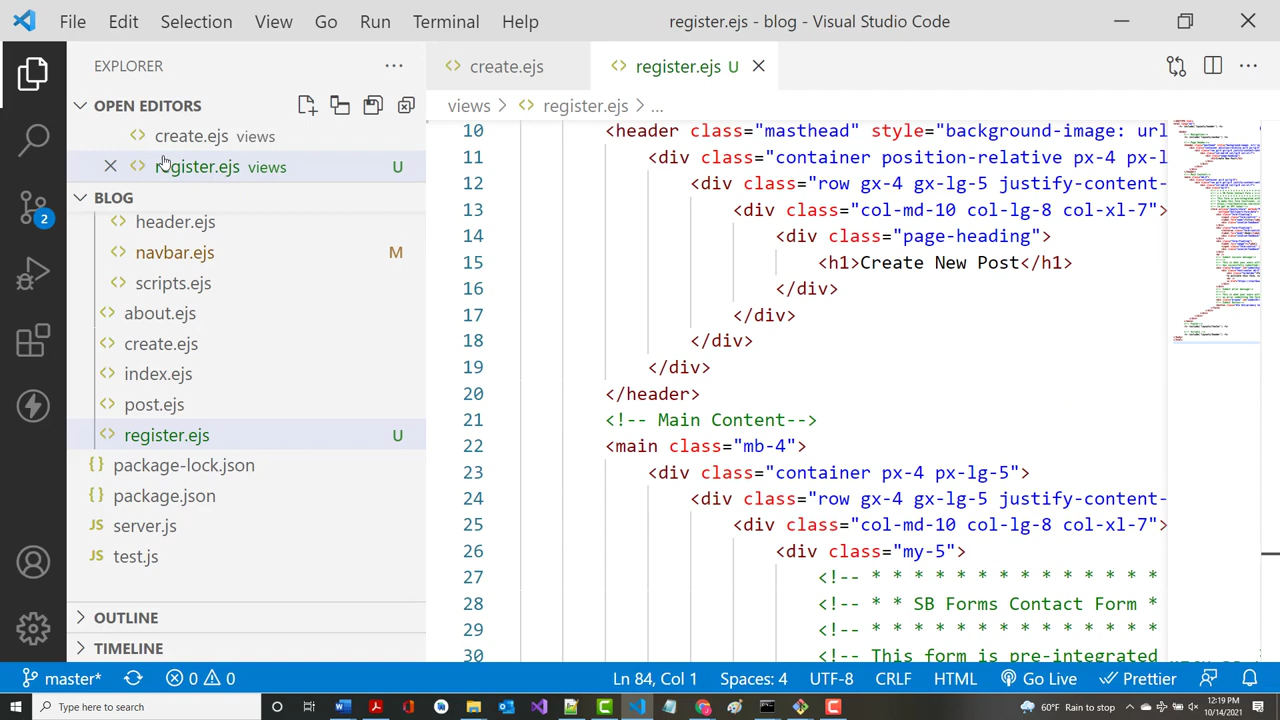 File Edit Selection View Go Run Terminal Help register.ejs - blog - Visual Studio Code
EXPLORER
OPEN EDITORS
create.ejs views
register.ejs views U
BLOG
header.ejs
navbar.ejs M
scripts.ejs
about.ejs
create.ejs
index.ejs
post.ejs
register.ejs U
package-lock.json
package.json
server.js
test.js
OUTLINE
TIMELINE
2
create.ejs register.ejs U
views > register.ejs > ...
10 <header class="masthead" style="background-image: url
11 <div class="container position-relative px-4 px-l
12 <div class="row gx-4 gx-lg-5 justify-content-
13 <div class="col-md-10 col-lg-8 col-xl-7">
14 <div class="page-heading">
15 <h1>Create New Post</h1>
16 </div>
17 </div>
18 </div>
19 </div>
20 </header>
21 <!-- Main Content-->
22 <main class="mb-4">
23 <div class="container px-4 px-lg-5">
24 <div class="row gx-4 gx-lg-5 justify-content-
25 <div class="col-md-10 col-lg-8 col-xl-7">
26 <div class="my-5">
27 <!-- * * * * * * * * * * * * * *
28 <!-- * * SB Forms Contact Form *
29 <!-- * * * * * * * * * * * * * *
30 <!-- This form is pre-integrated
master* 0 0 Ln 84, Col 1 Spaces: 4 UTF-8 CRLF HTML Go Live Prettier
Type here to search
60°F Rain to stop
12:19 PM
10/14/2021